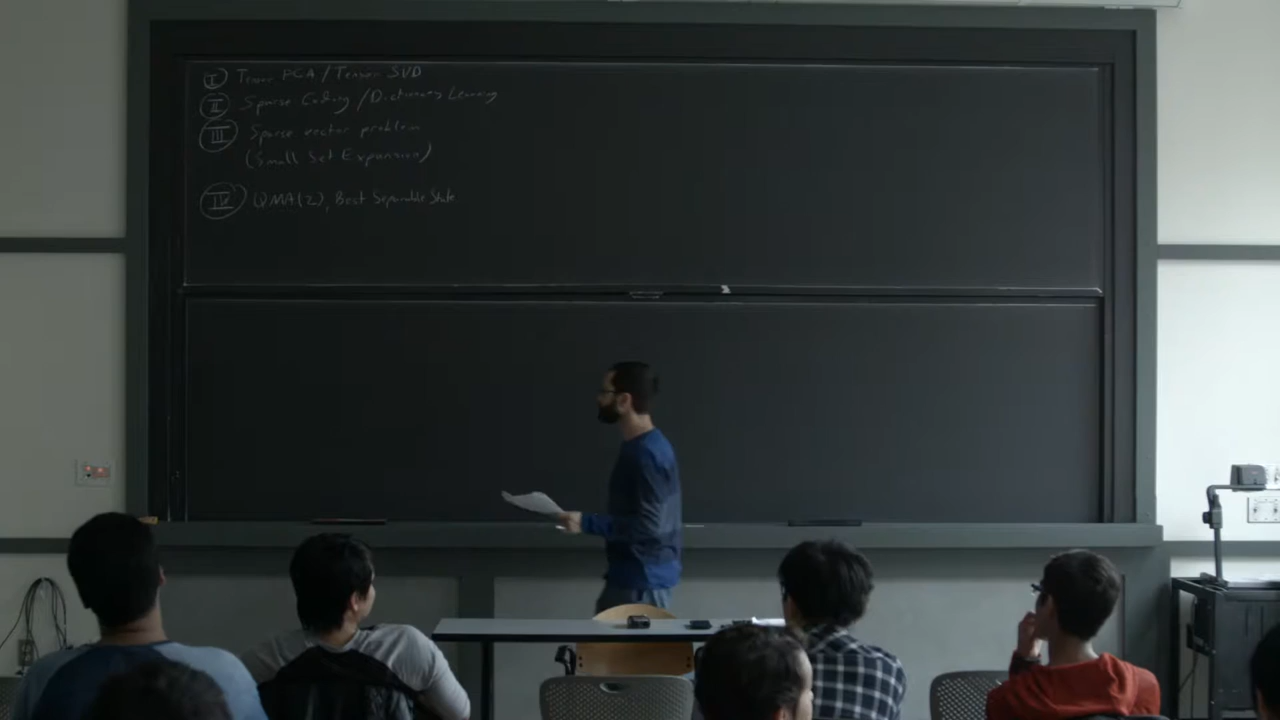 I Tensor PCA / Tensor SVD
II Sparse Coding / Dictionary Learning
III Sparse vector problem
(Small Set Expansion)
IV QMA(2), Best Separable State